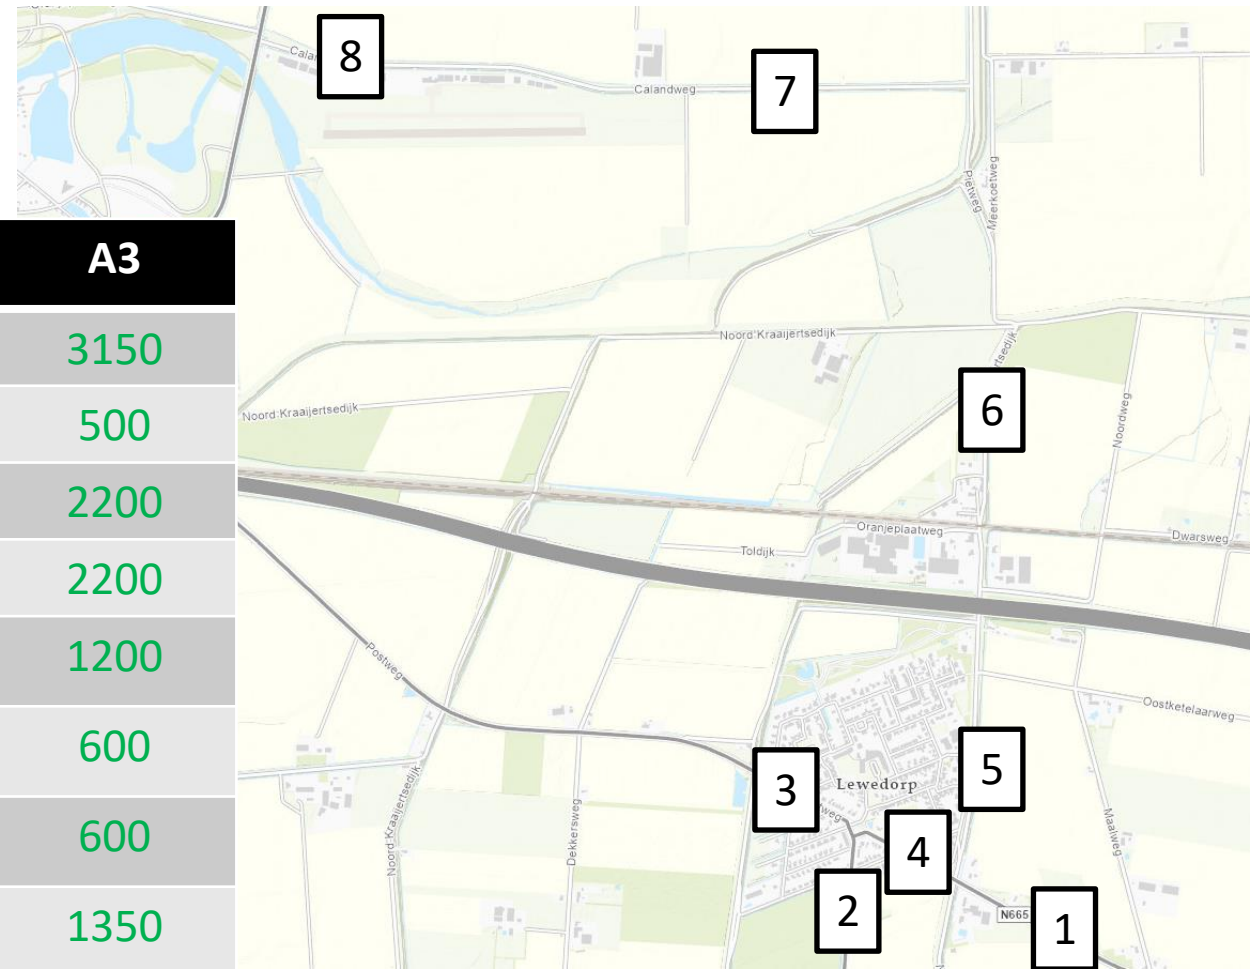 8
Calandweg
7
Pietweg
Meerkoetweg
A3
3150
500
2200
2200
1200
600
600
1350
Noord Kraaijertsedijk
Noord Kraaijertsedijk
6
Noordweg
Oranjeplaatweg
Toldijk
Dwarsweg
Postweg
Oostketelaarweg
5
3
Lewedorp
4
Noord Kraaijertsedijk
Dekkersweg
Maalweg
2
N665
1